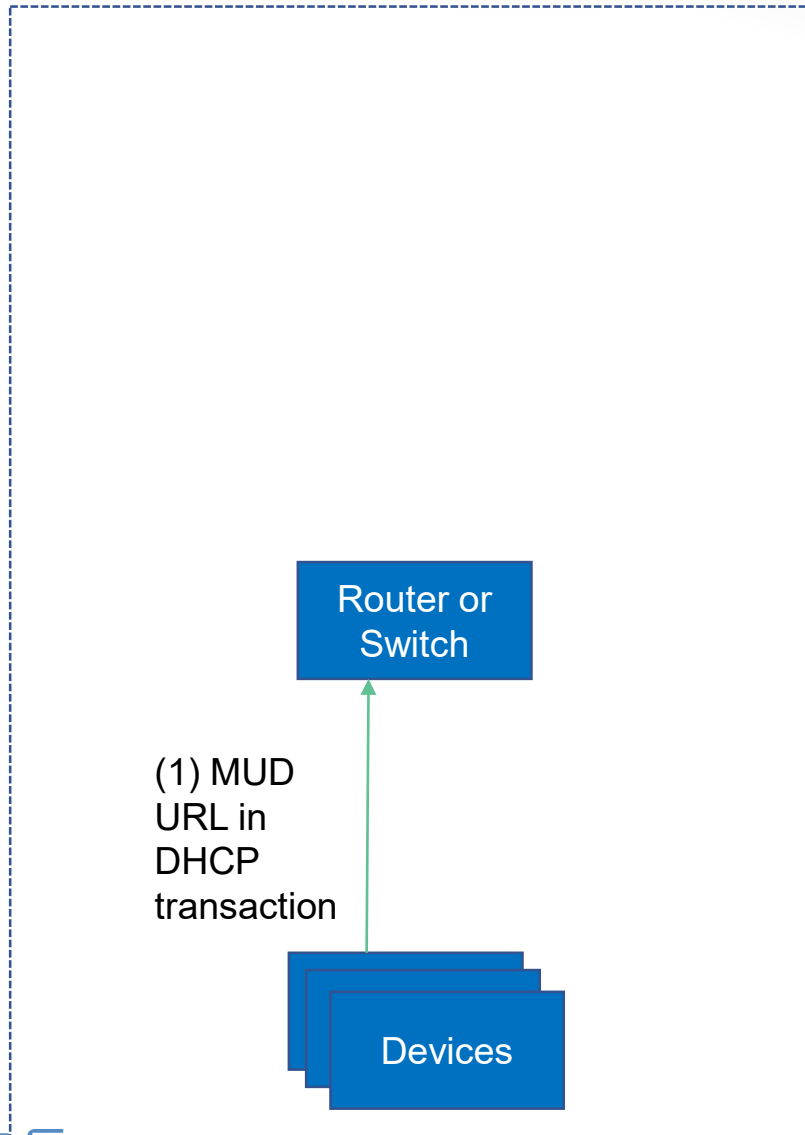 Router or
Switch
(1) MUD
URL in
DHCP
transaction
Devices